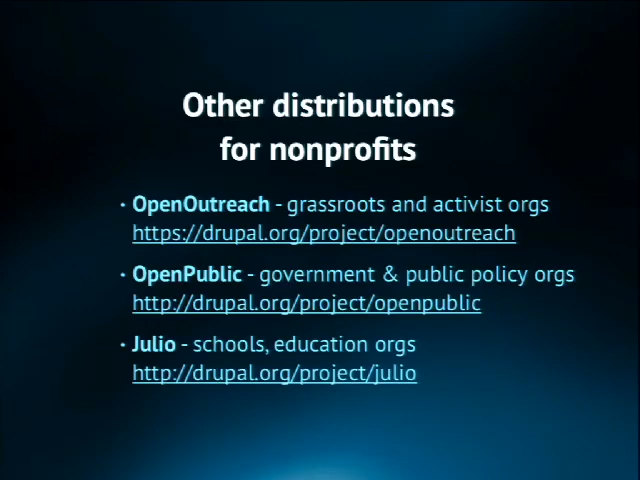 Other distributions
for nonprofits
• OpenOutreach - grassroots and activist orgs
https://drupal.org/project/openoutreach
• OpenPublic - government & public policy orgs
http://drupal.org/project/openpublic
• Julio - schools, education orgs
http://drupal.org/project/julio